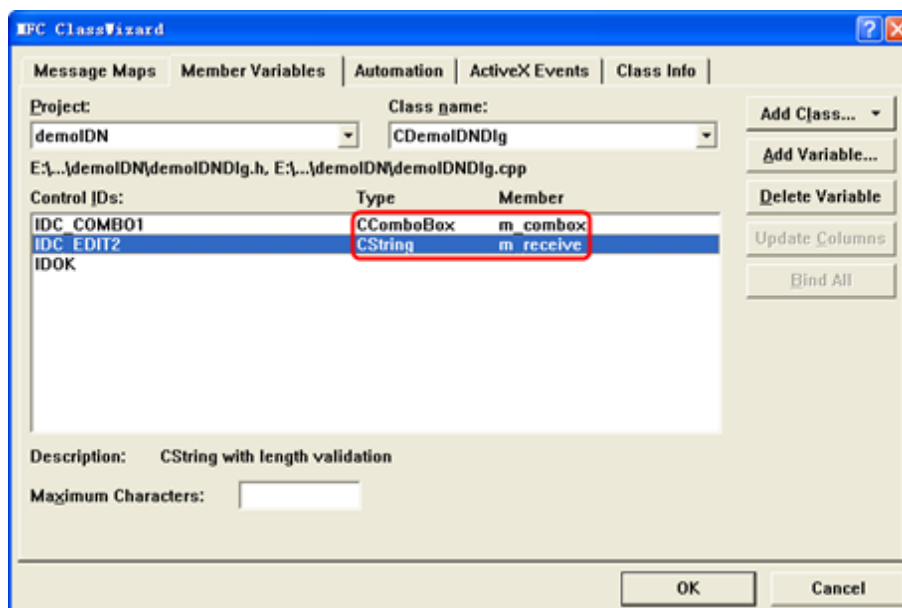 MFC ClassWizard
Message Maps Member Variables Automation ActiveX Events Class Info
Project: Class name:
demoIDN CDemoIDNDlg
Add Class...
E:\...\demoIDN\demoIDNDlg.h, E:\...\demoIDN\demoIDNDlg.cpp
Add Variable...
Control IDs: Type Member
Delete Variable
IDC_COMBO1 CComboBox m_combox
IDC_EDIT2 CString m_receive
Update Columns
IDOK
Bind All
Description: CString with length validation
Maximum Characters:
OK Cancel